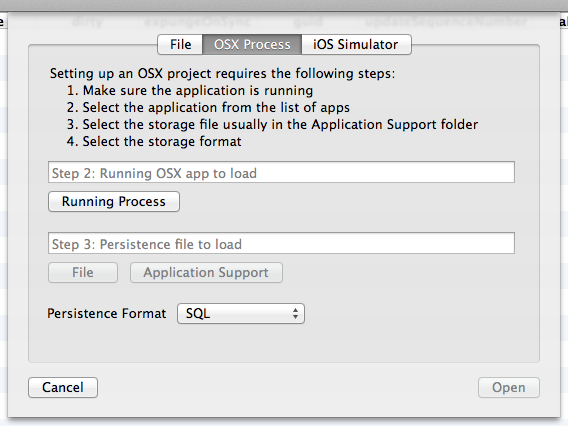 dirty expungeOnSync guid updateSequenceNumber
File OSX Process iOS Simulator
Setting up an OSX project requires the following steps:
1. Make sure the application is running
2. Select the application from the list of apps
3. Select the storage file usually in the Application Support folder
4. Select the storage format
Step 2: Running OSX app to load
Running Process
Step 3: Persistence file to load
File Application Support
Persistence Format SQL
Cancel Open